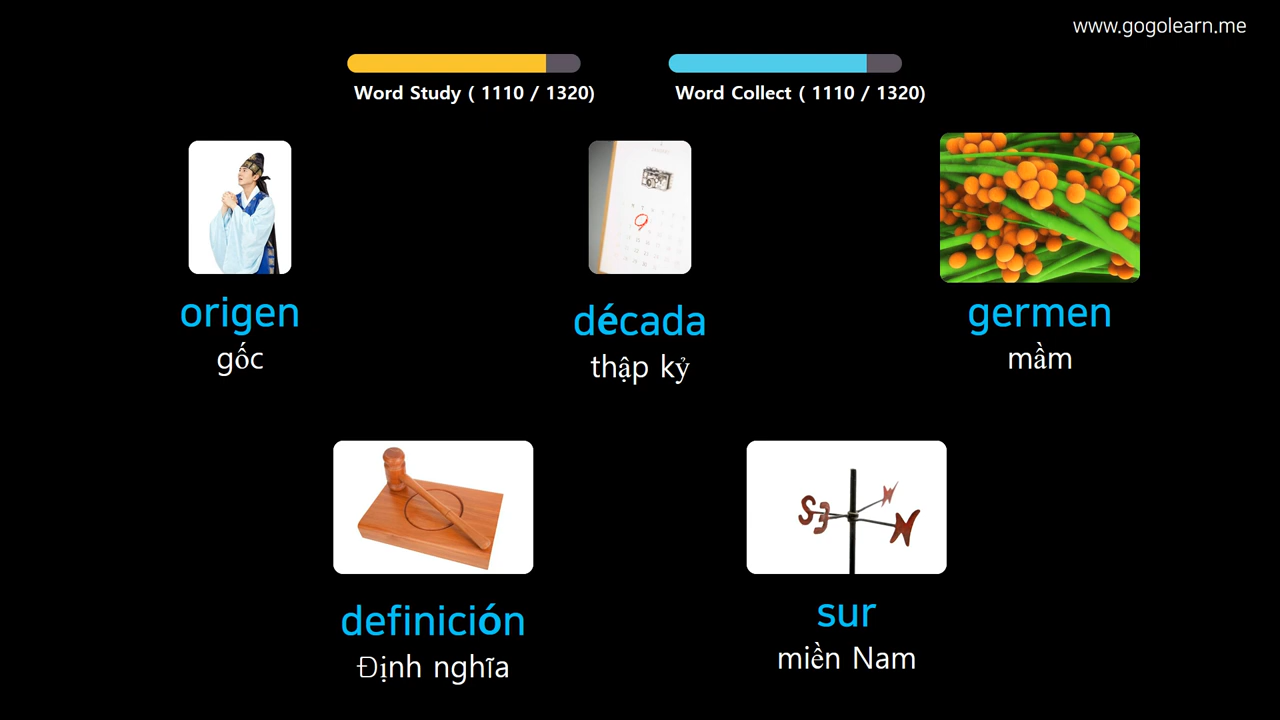 www.gogolearn.me
Word Study ( 1110 / 1320)
Word Collect ( 1110 / 1320)
origen
gốc
década
thập kỷ
germen
mầm
definición
Định nghĩa
sur
miền Nam